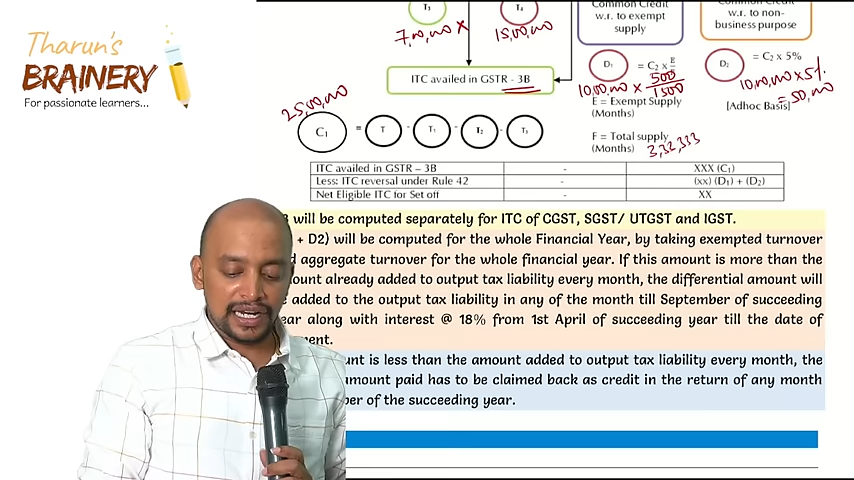 Tharun's
BRAINERY
For passionate learners...
T3
T4
7,00,000 ×
15,00,000
Common Credit
w.r. to exempt
supply
w.r. to non-
business purpose
ITC availed in GSTR - 3B
D1 = C2 × E/F
10,00,000 × 500/1500
E = Exempt Supply
(Months)
F = Total supply
(Months)
3,33,333
D2 = C2 × 5%
10,00,000 × 5%
= 50,000
[Adhoc Basis]
25,00,000
C1 = T - T1 - T2 - T3
ITC availed in GSTR – 3B - XXX (C1)
Less: ITC reversal under Rule 42 - (xx) (D1) + (D2)
Net Eligible ITC for Set off - XX
will be computed separately for ITC of CGST, SGST/ UTGST and IGST.
+ D2) will be computed for the whole Financial Year, by taking exempted turnover
aggregate turnover for the whole financial year. If this amount is more than the
already added to output tax liability every month, the differential amount will
added to the output tax liability in any of the month till September of succeeding
along with interest @ 18% from 1st April of succeeding year till the date of
is less than the amount added to output tax liability every month, the
amount paid has to be claimed back as credit in the return of any month
of the succeeding year.